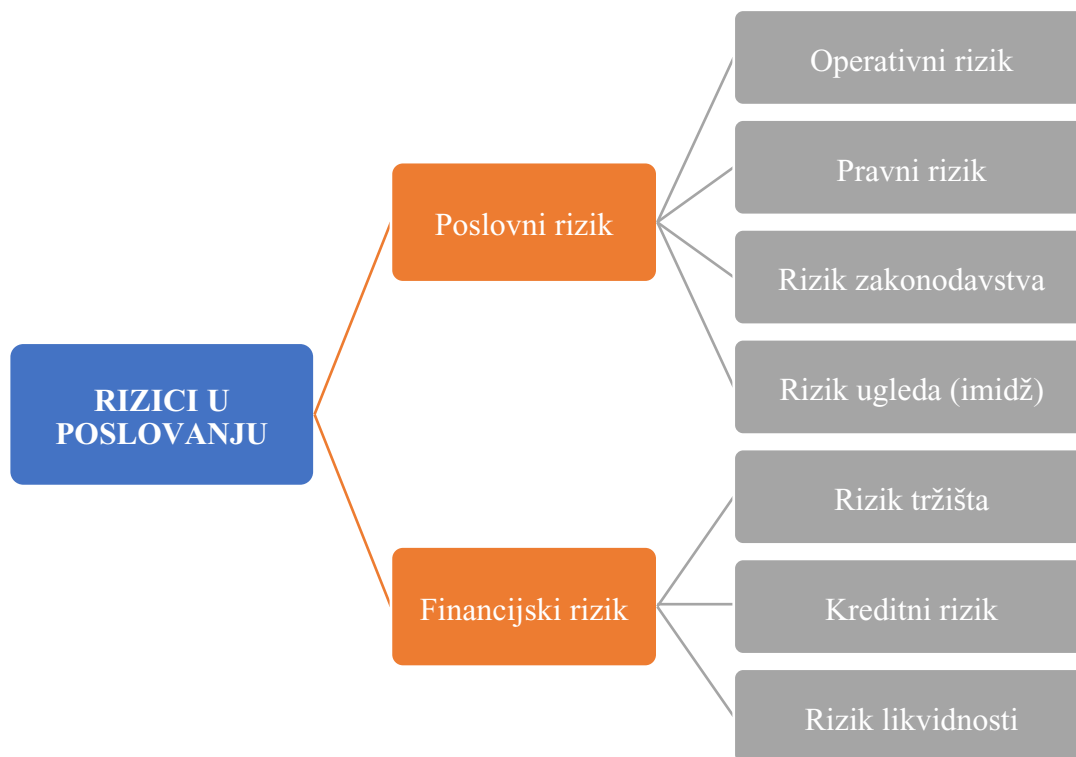 RIZICI U
POSLOVANJU
Poslovni rizik
Operativni rizik
Pravni rizik
Rizik zakonodavstva
Rizik ugleda (imidž)
Financijski rizik
Rizik tržišta
Kreditni rizik
Rizik likvidnosti